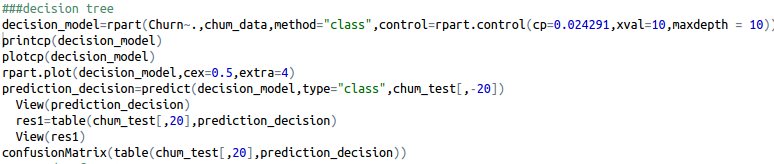 ###decision tree
decision_model=rpart(Churn~.,chum_data,method="class",control=rpart.control(cp=0.024291,xval=10,maxdepth = 10))
printcp(decision_model)
plotcp(decision_model)
rpart.plot(decision_model,cex=0.5,extra=4)
prediction_decision=predict(decision_model,type="class",chum_test[,-20])
  View(prediction_decision)
  res1=table(chum_test[,20],prediction_decision)
  View(res1)
confusionMatrix(table(chum_test[,20],prediction_decision))